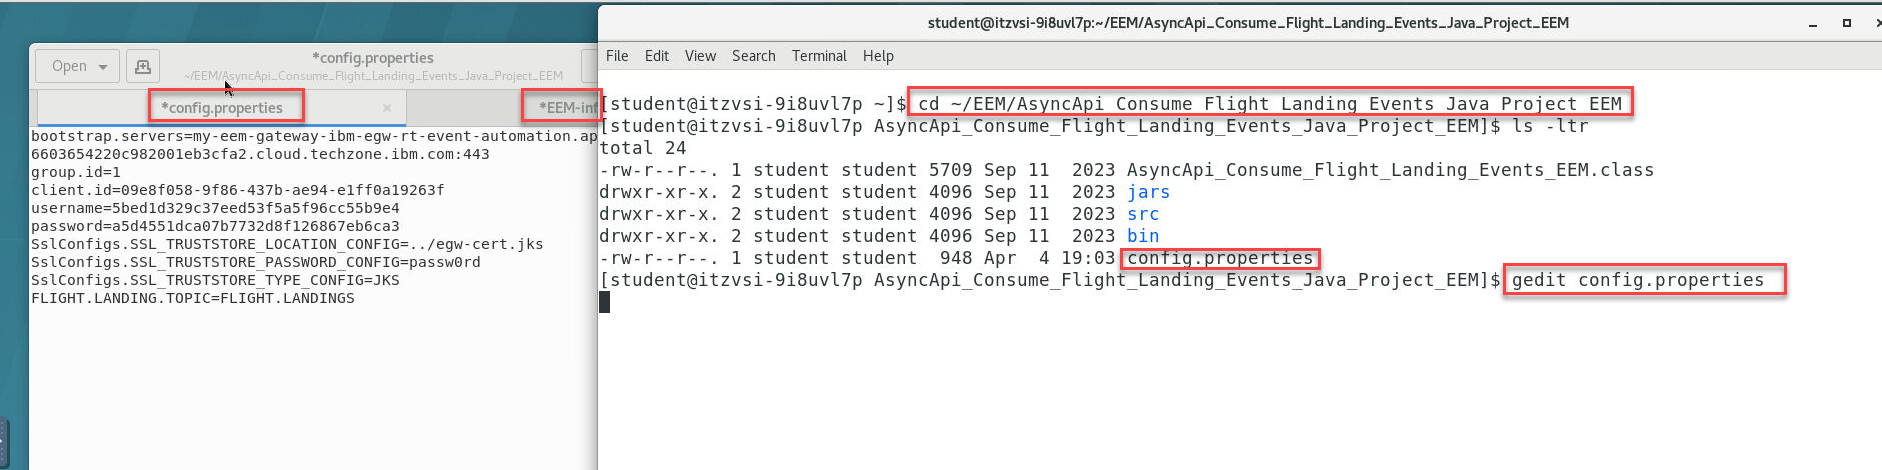 Open
*config.properties
~/EEM/AsyncApi_Consume_Flight_Landing_Events_Java_Project_EEM
*config.properties ×
*EEM-inf
bootstrap.servers=my-eem-gateway-ibm-egw-rt-event-automation.ap
6603654220c982001eb3cfa2.cloud.techzone.ibm.com:443
group.id=1
client.id=09e8f058-9f86-437b-ae94-e1ff0a19263f
username=5bed1d329c37eed53f5a5f96cc55b9e4
password=a5d4551dca07b7732d8f126867eb6ca3
SslConfigs.SSL_TRUSTSTORE_LOCATION_CONFIG=../egw-cert.jks
SslConfigs.SSL_TRUSTSTORE_PASSWORD_CONFIG=passw0rd
SslConfigs.SSL_TRUSTSTORE_TYPE_CONFIG=JKS
FLIGHT.LANDING.TOPIC=FLIGHT.LANDINGS
student@itzvsi-9i8uvl7p:~/EEM/AsyncApi_Consume_Flight_Landing_Events_Java_Project_EEM
File Edit View Search Terminal Help
[student@itzvsi-9i8uvl7p ~]$ cd ~/EEM/AsyncApi_Consume_Flight_Landing_Events_Java_Project_EEM
[student@itzvsi-9i8uvl7p AsyncApi_Consume_Flight_Landing_Events_Java_Project_EEM]$ ls -ltr
total 24
-rw-r--r--. 1 student student 5709 Sep 11  2023 AsyncApi_Consume_Flight_Landing_Events_EEM.class
drwxr-xr-x. 2 student student 4096 Sep 11  2023 jars
drwxr-xr-x. 2 student student 4096 Sep 11  2023 src
drwxr-xr-x. 2 student student 4096 Sep 11  2023 bin
-rw-r--r--. 1 student student  948 Apr  4 19:03 config.properties
[student@itzvsi-9i8uvl7p AsyncApi_Consume_Flight_Landing_Events_Java_Project_EEM]$ gedit config.properties